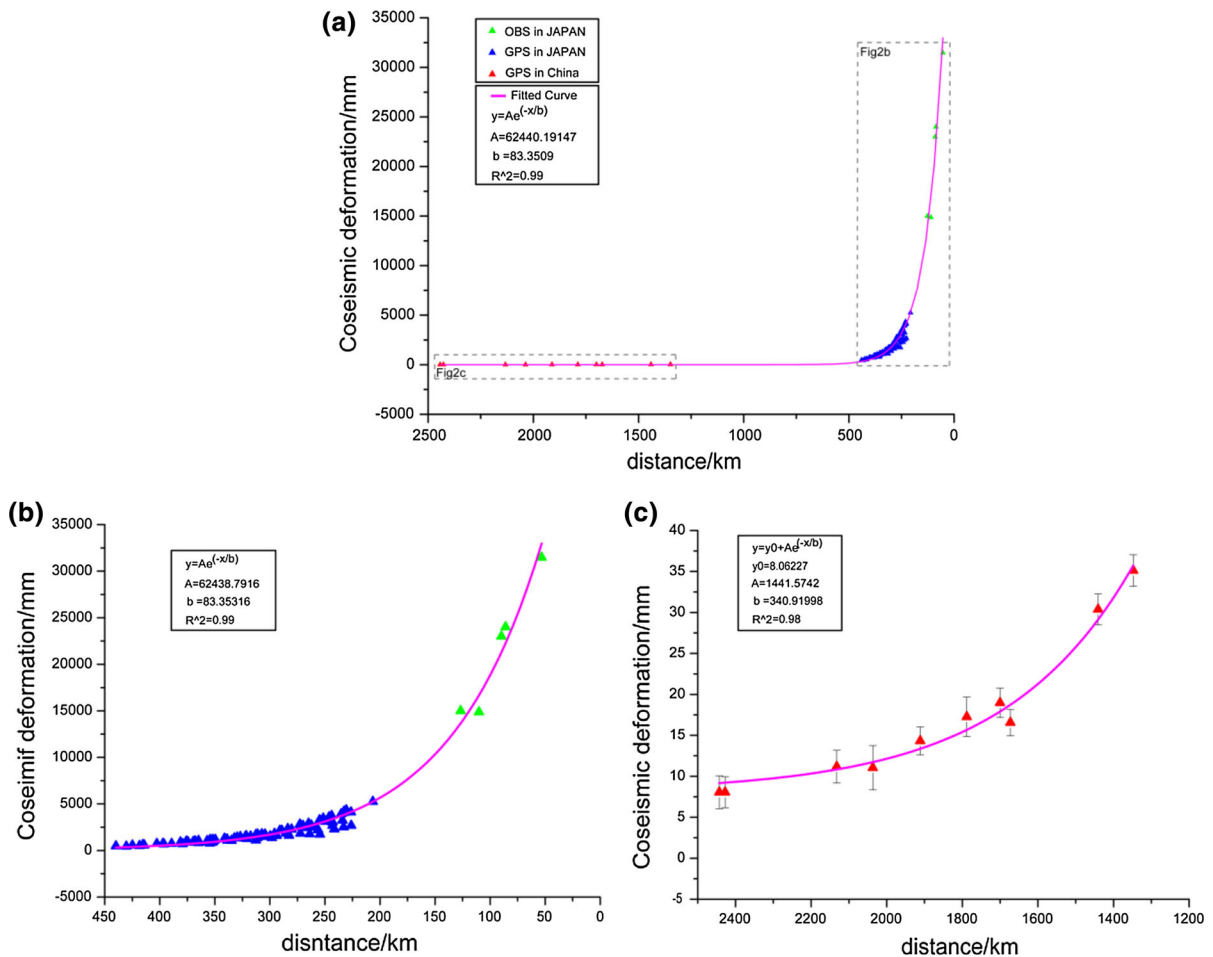 (a)
Coseismic deformation/mm
35000
30000
25000
20000
15000
10000
5000
0
-5000
OBS in JAPAN
GPS in JAPAN
GPS in China
Fitted Curve
y=Ae^(-x/b)
A=62440.19147
b =83.3509
R^2=0.99
Fig2b
Fig2c
2500
2000
1500
1000
500
0
distance/km
(b)
Coseimif deformation/mm
35000
30000
25000
20000
15000
10000
5000
0
-5000
y=Ae^(-x/b)
A=62438.7916
b =83.35316
R^2=0.99
450
400
350
300
250
200
150
100
50
0
disntance/km
(c)
Coseismic deformation/mm
40
35
30
25
20
15
10
5
0
-5
y=y0+Ae^(-x/b)
y0=8.06227
A=1441.5742
b =340.91998
R^2=0.98
2400
2200
2000
1800
1600
1400
1200
distance/km